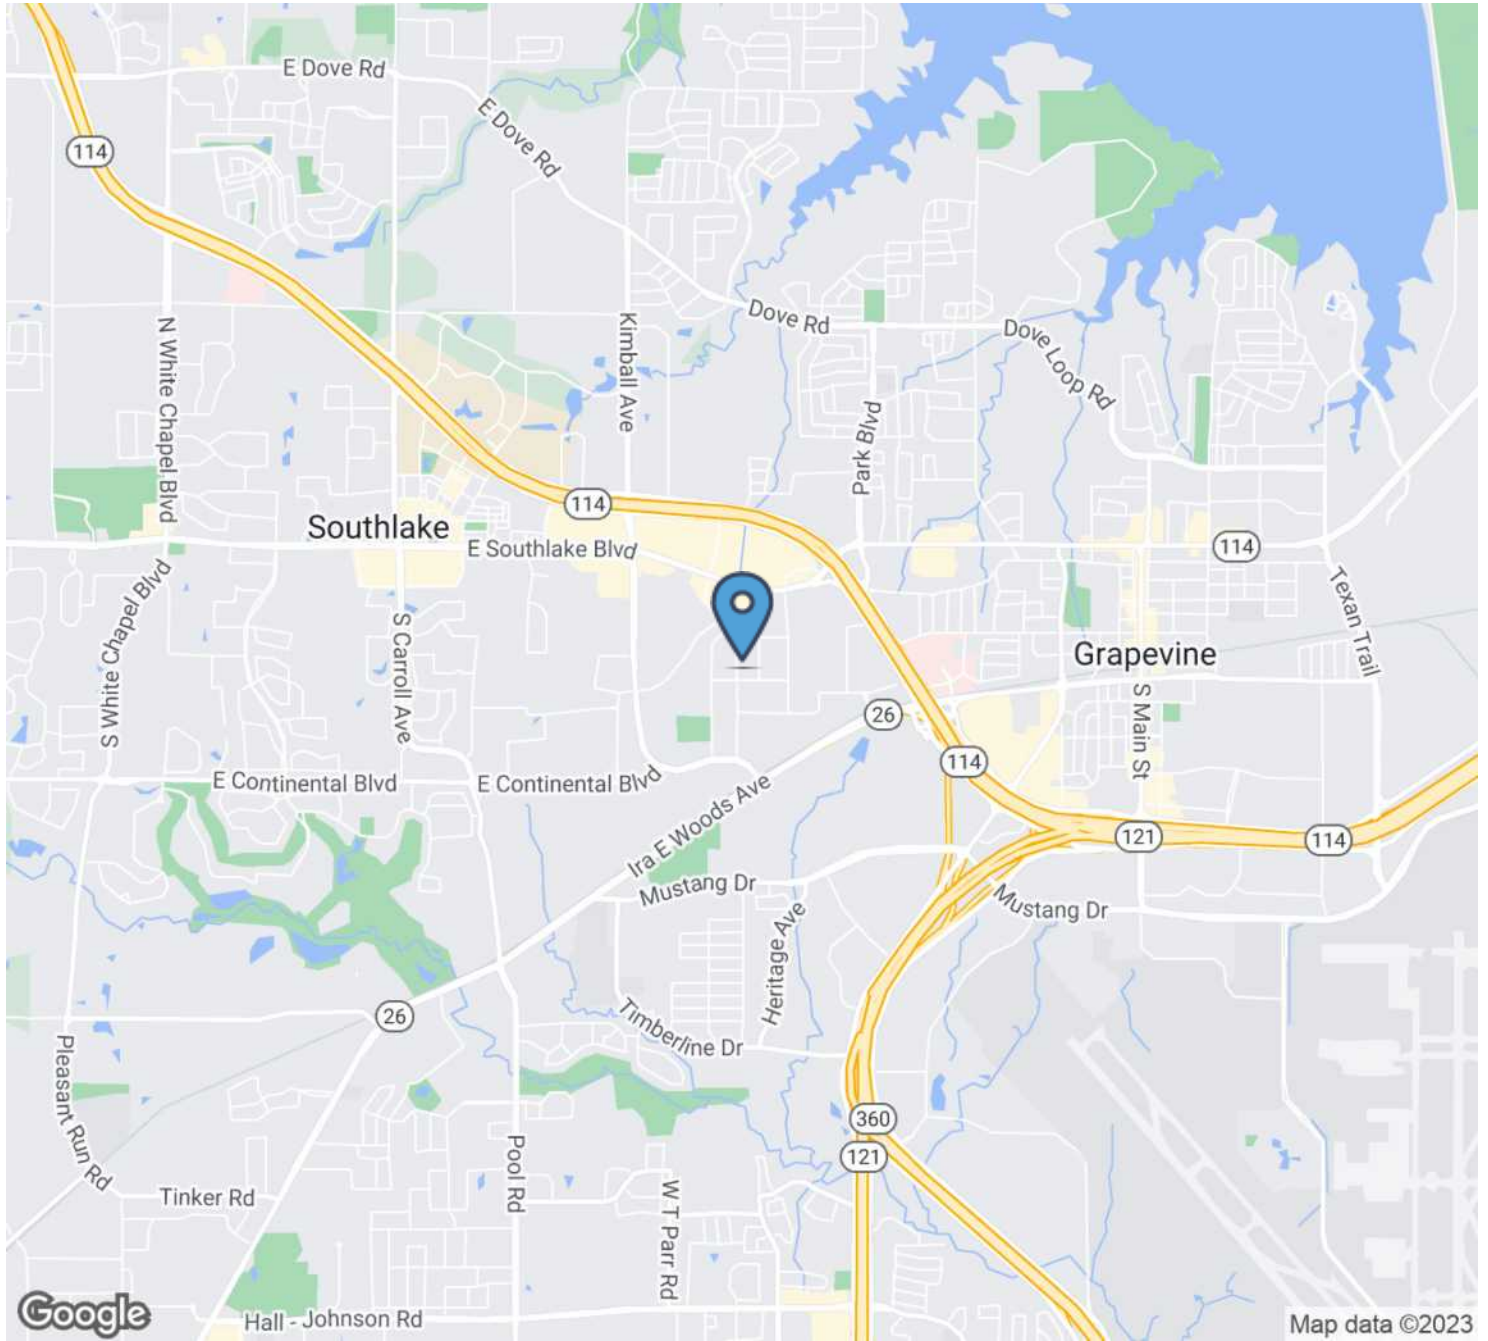 E Dove Rd
E Dove Rd
114
N White Chapel Blvd
Kimball Ave
Dove Rd
Dove Loop Rd
Park Blvd
114
Southlake
E Southlake Blvd
114
S White Chapel Blvd
S Carroll Ave
Texan Trail
Grapevine
26
S Main St
114
E Continental Blvd
E Continental Blvd
Ira E Woods Ave
121
114
Mustang Dr
Mustang Dr
Heritage Ave
26
Timberline Dr
Pleasant Run Rd
360
121
Pool Rd
Tinker Rd
W T Parr Rd
Hall - Johnson Rd
Google
Map data ©2023